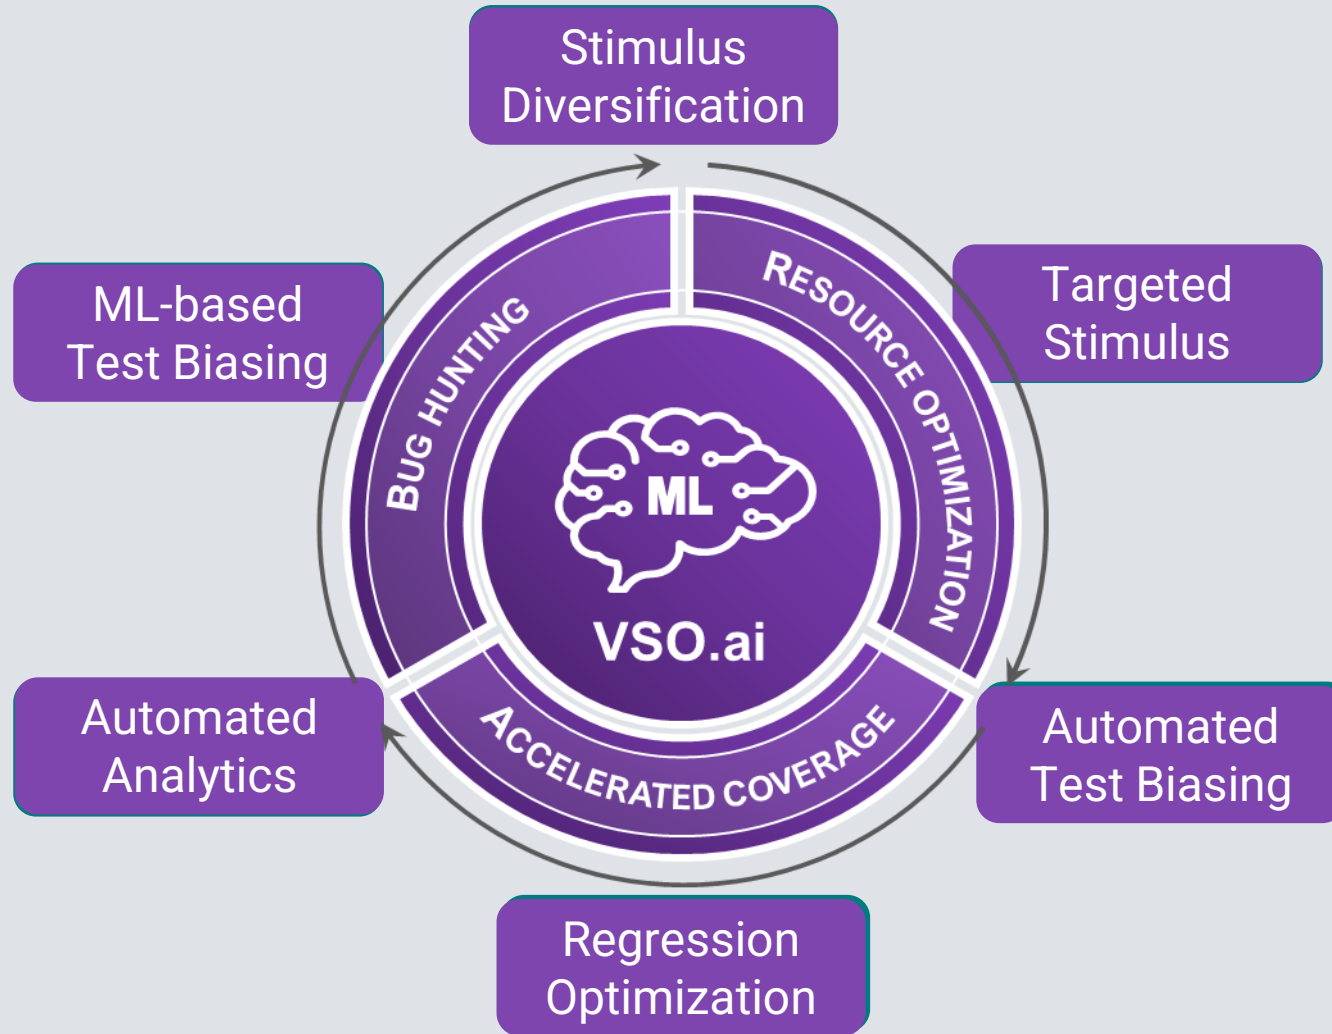 Stimulus
Diversification
ML-based
Test Biasing
Targeted
Stimulus
BUG HUNTING
RESOURCE OPTIMIZATION
ML
VSO.ai
ACCELERATED COVERAGE
Automated
Analytics
Automated
Test Biasing
Regression
Optimization